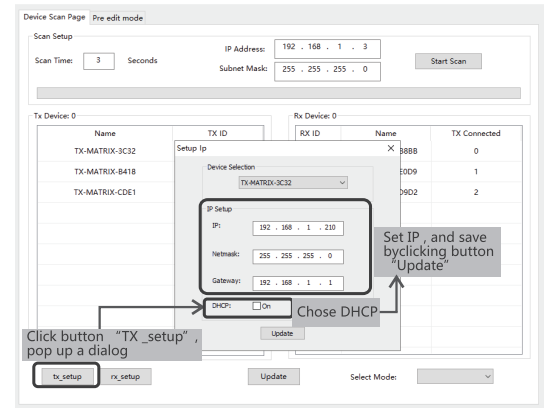 Device Scan Page Pre edit mode
Scan Setup
Scan Time: 3 Seconds
IP Address: 192 . 168 . 1 . 3
Subnet Mask: 255 . 255 . 255 . 0
Start Scan
Tx Device: 0
Rx Device: 0
Name TX ID
RX ID Name TX Connected
TX-MATRIX-3C32
TX-MATRIX-B418
TX-MATRIX-CDE1
B8BB 0
E0D9 1
D9D2 2
Setup Ip
Device Selection
TX-MATRIX-3C32
IP Setup
IP: 192 . 168 . 1 . 210
Netmask: 255 . 255 . 255 . 0
Gateway: 192 . 168 . 1 . 1
DHCP: On
Update
Set IP , and save
byclicking button
“Update”
Chose DHCP
Click button “TX _setup” ,
pop up a dialog
tx_setup rx_setup Update Select Mode: